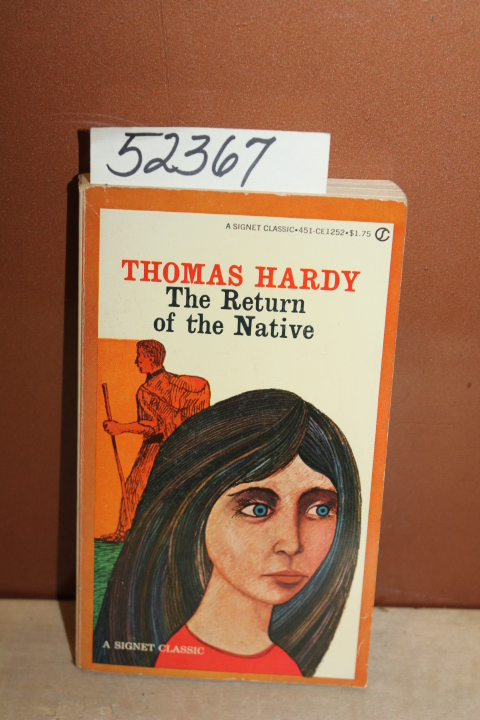 52367
A SIGNET CLASSIC•451-CE1252•$1.75
THOMAS HARDY
The Return
of the Native
A SIGNET CLASSIC